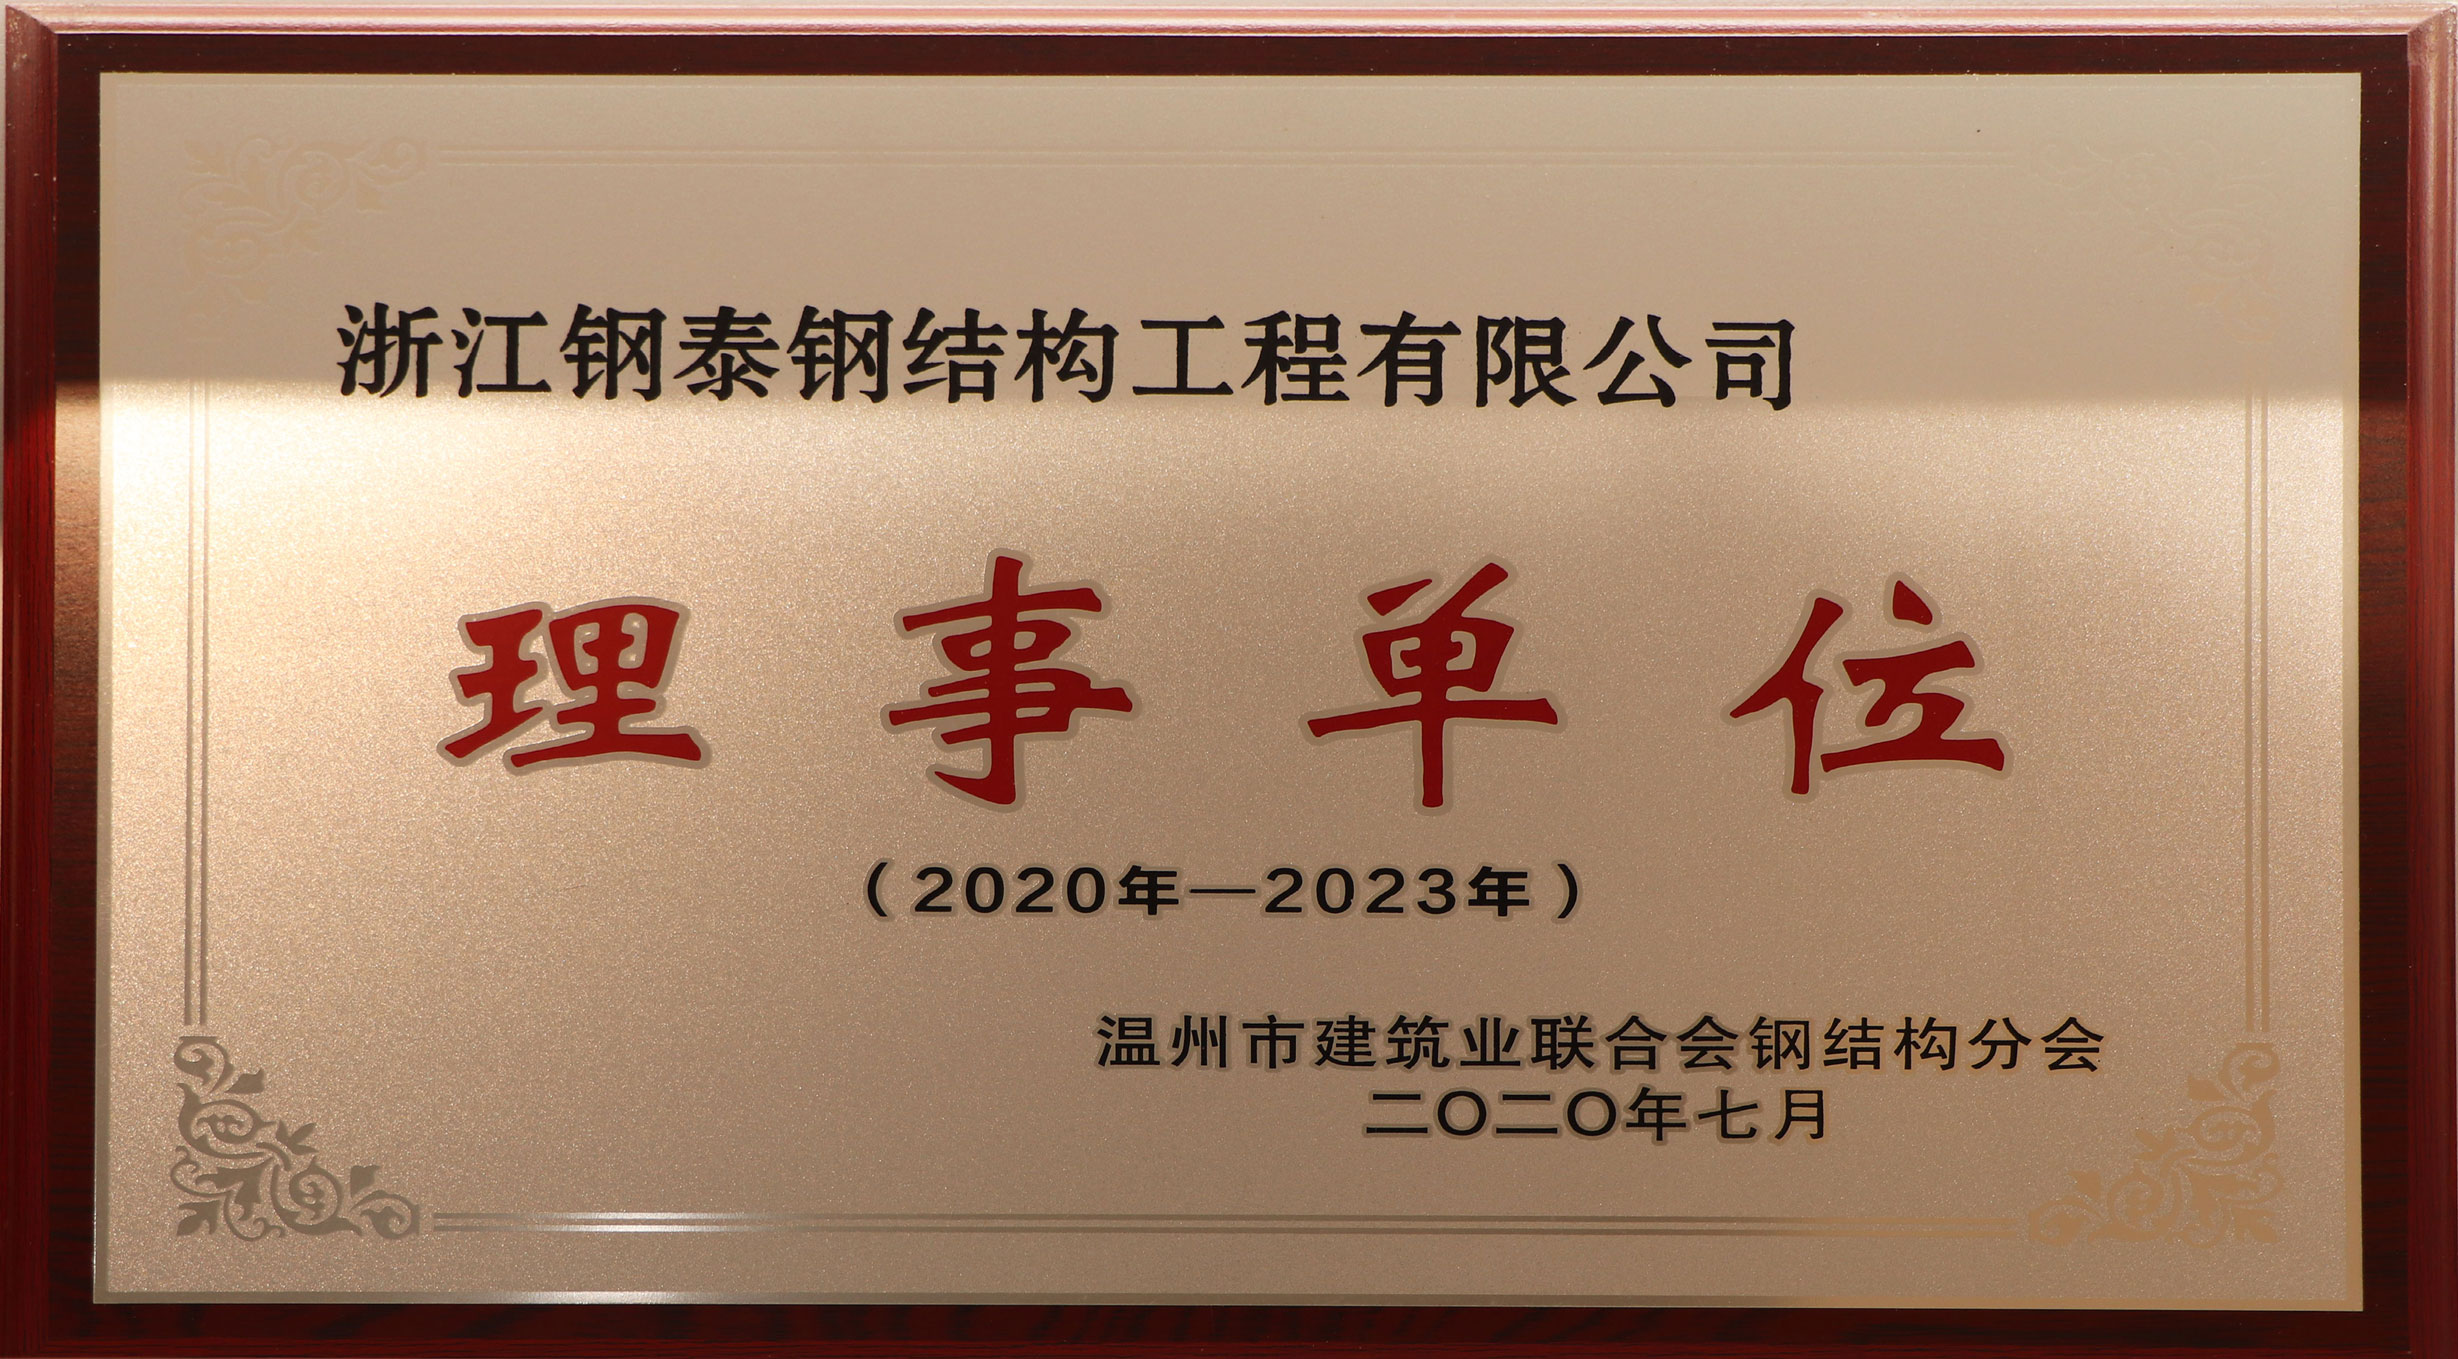 浙江钢泰钢结构工程有限公司
理事单位
（2020年—2023年）
温州市建筑业联合会钢结构分会
二〇二〇年七月